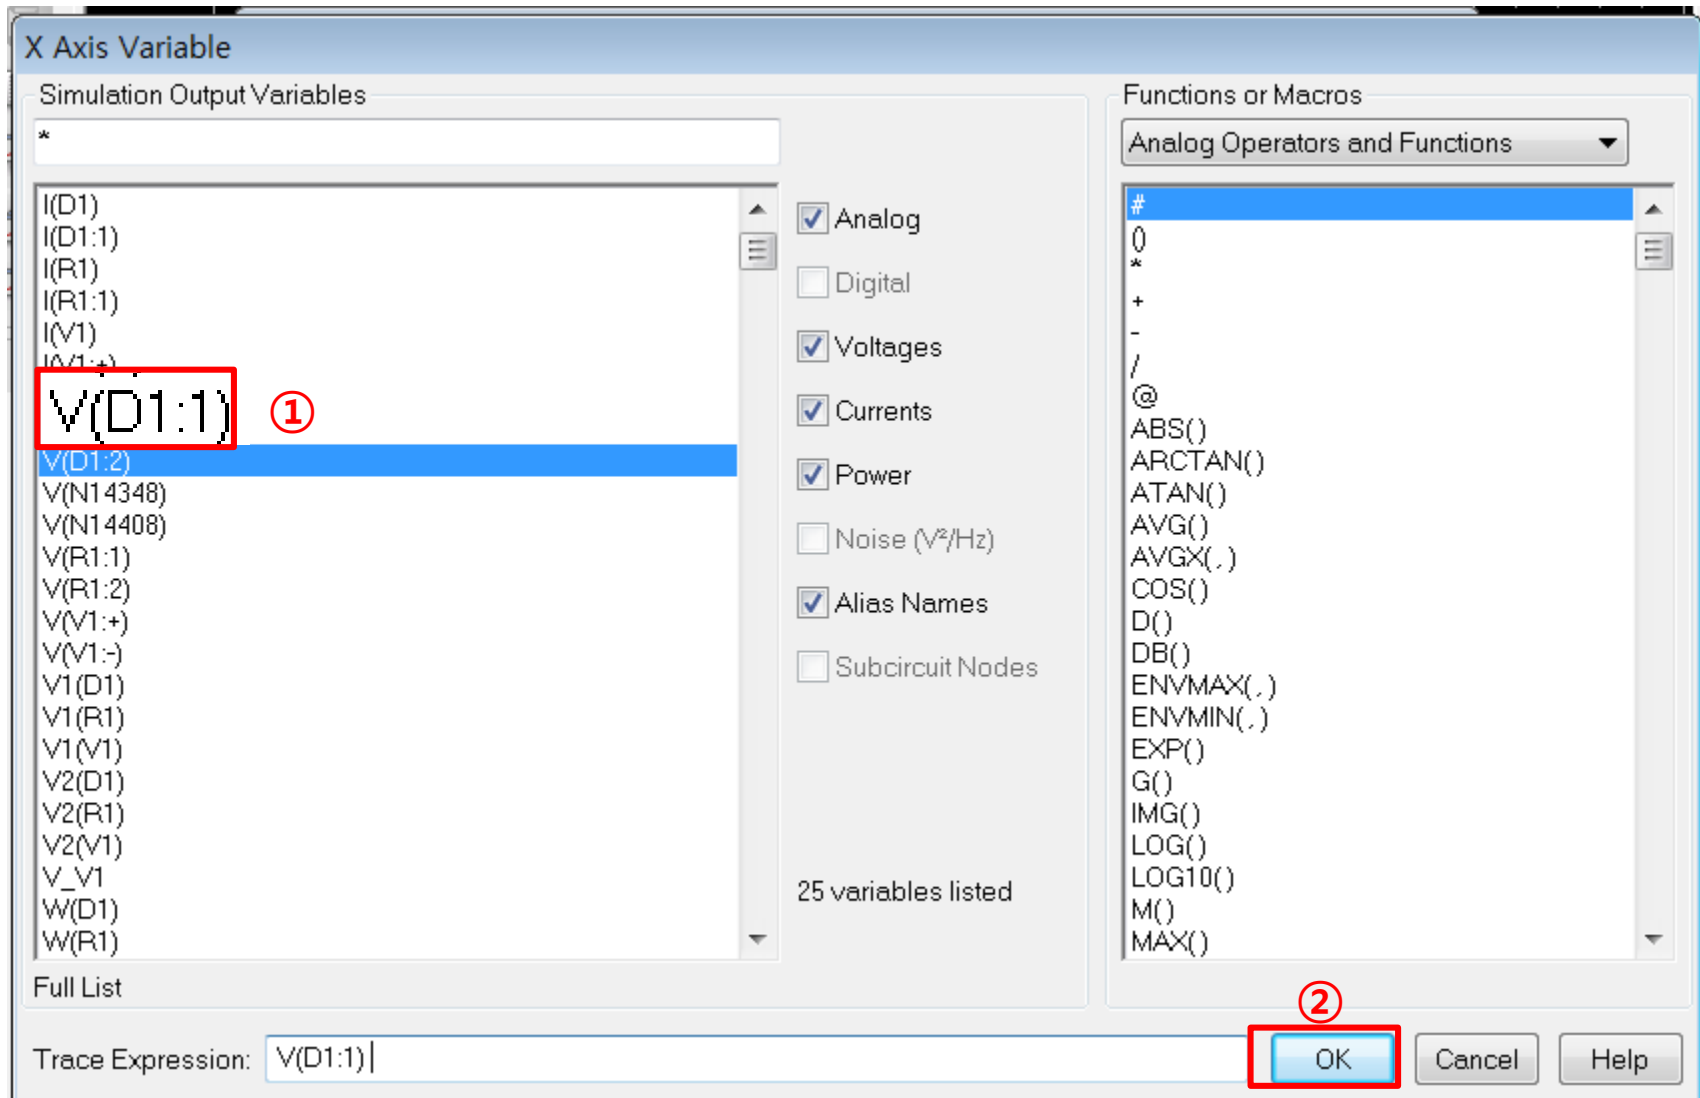 X Axis Variable
Simulation Output Variables
*
I(D1)
I(D1:1)
I(R1)
I(R1:1)
I(V1)
I(V1:+)
V(D1:1)
①
V(D1:2)
V(N14348)
V(N14408)
V(R1:1)
V(R1:2)
V(V1:+)
V(V1:-)
V1(D1)
V1(R1)
V1(V1)
V2(D1)
V2(R1)
V2(V1)
V_V1
W(D1)
W(R1)
Full List
Analog
Digital
Voltages
Currents
Power
Noise (V²/Hz)
Alias Names
Subcircuit Nodes
25 variables listed
Functions or Macros
Analog Operators and Functions
#
()
*
+
-
/
@
ABS()
ARCTAN()
ATAN()
AVG()
AVGX(,)
COS()
D()
DB()
ENVMAX(,)
ENVMIN(,)
EXP()
G()
IMG()
LOG()
LOG10()
M()
MAX()
②
Trace Expression: V(D1:1)
OK
Cancel
Help